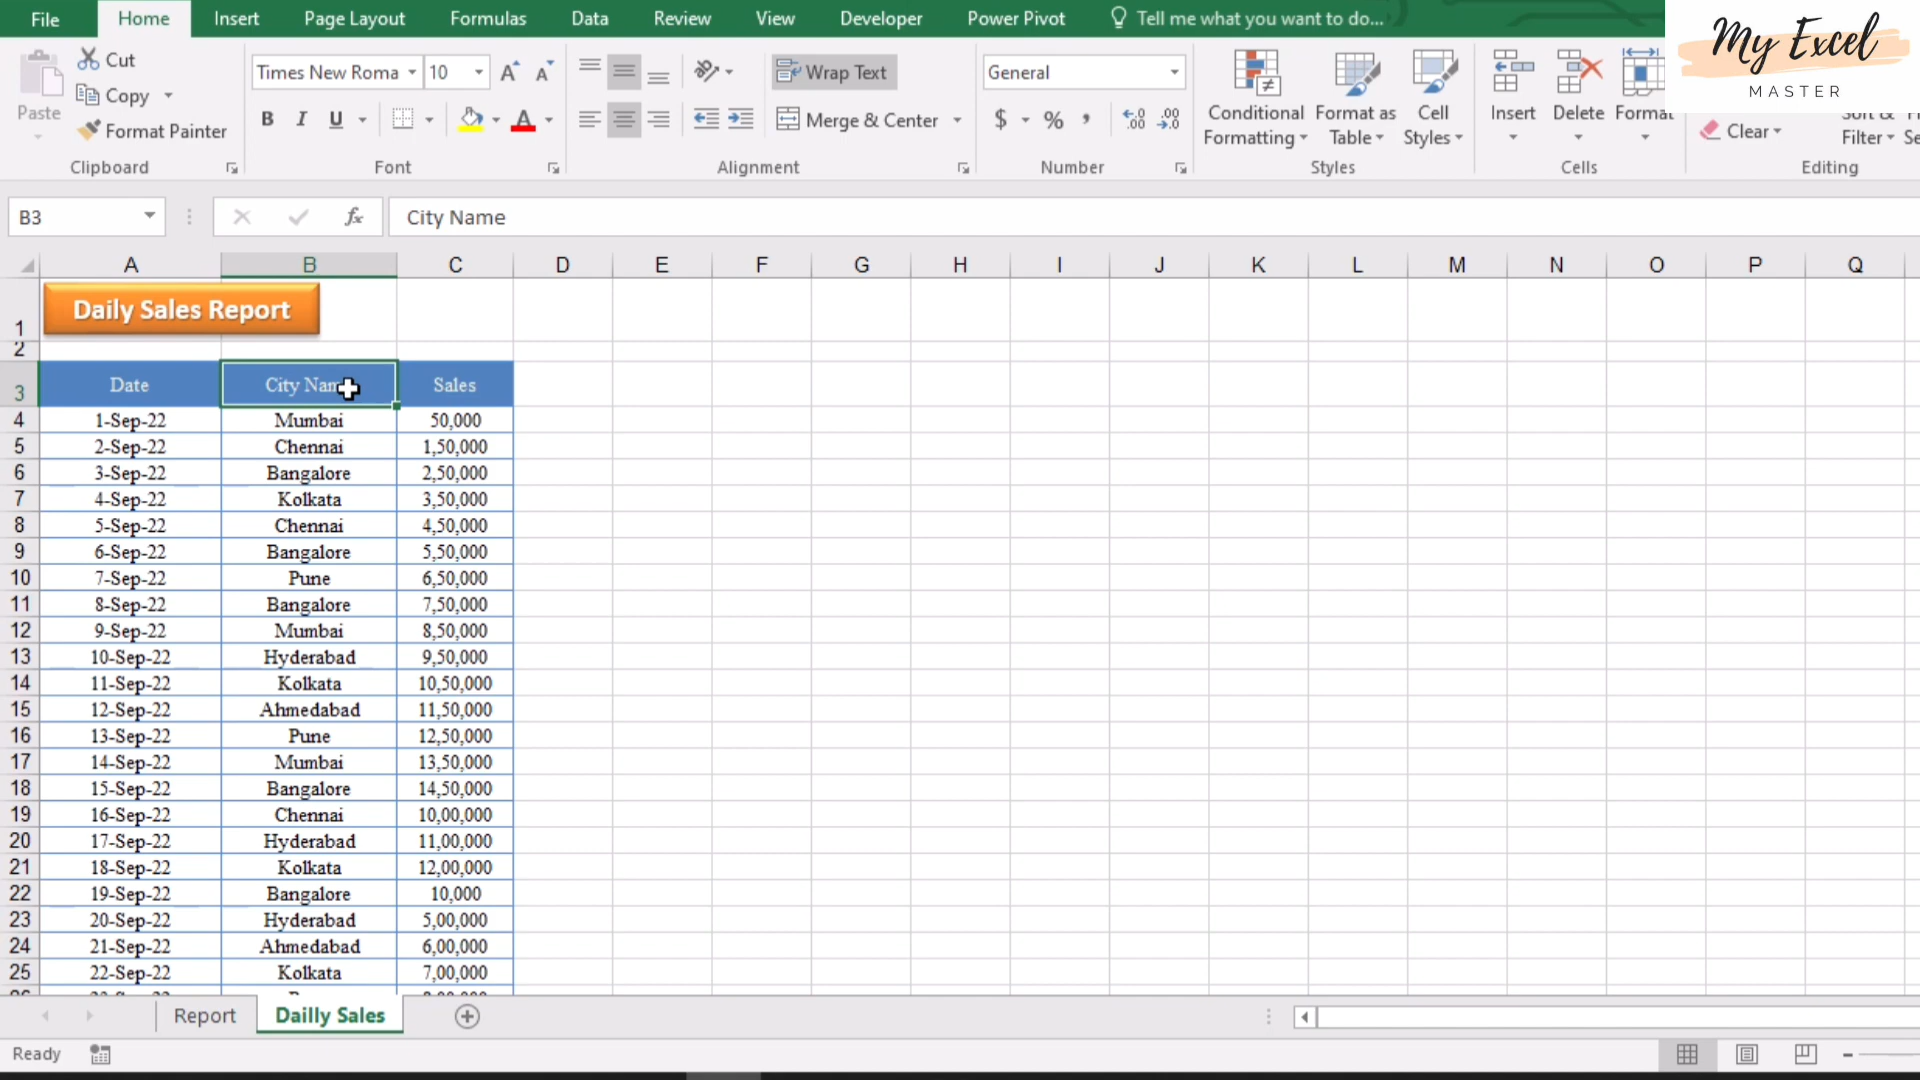 File Home Insert Page Layout Formulas Data Review View Developer Power Pivot Tell me what you want to do...
My Excel
MASTER
Cut
Copy
Format Painter
Paste
Clipboard
Times New Roma 10
B I U
Font
Wrap Text
Merge & Center
Alignment
General
$ % ,
Number
Conditional Formatting
Format as Table
Cell Styles
Styles
Insert Delete Format
Cells
Clear
Filter
Editing
B3 fx City Name
A B C D E F G H I J K L M N O P Q
Daily Sales Report
1
2
3 Date City Name Sales
4 1-Sep-22 Mumbai 50,000
5 2-Sep-22 Chennai 1,50,000
6 3-Sep-22 Bangalore 2,50,000
7 4-Sep-22 Kolkata 3,50,000
8 5-Sep-22 Chennai 4,50,000
9 6-Sep-22 Bangalore 5,50,000
10 7-Sep-22 Pune 6,50,000
11 8-Sep-22 Bangalore 7,50,000
12 9-Sep-22 Mumbai 8,50,000
13 10-Sep-22 Hyderabad 9,50,000
14 11-Sep-22 Kolkata 10,50,000
15 12-Sep-22 Ahmedabad 11,50,000
16 13-Sep-22 Pune 12,50,000
17 14-Sep-22 Mumbai 13,50,000
18 15-Sep-22 Bangalore 14,50,000
19 16-Sep-22 Chennai 10,00,000
20 17-Sep-22 Hyderabad 11,00,000
21 18-Sep-22 Kolkata 12,00,000
22 19-Sep-22 Bangalore 10,000
23 20-Sep-22 Hyderabad 5,00,000
24 21-Sep-22 Ahmedabad 6,00,000
25 22-Sep-22 Kolkata 7,00,000
Report Dailly Sales
Ready